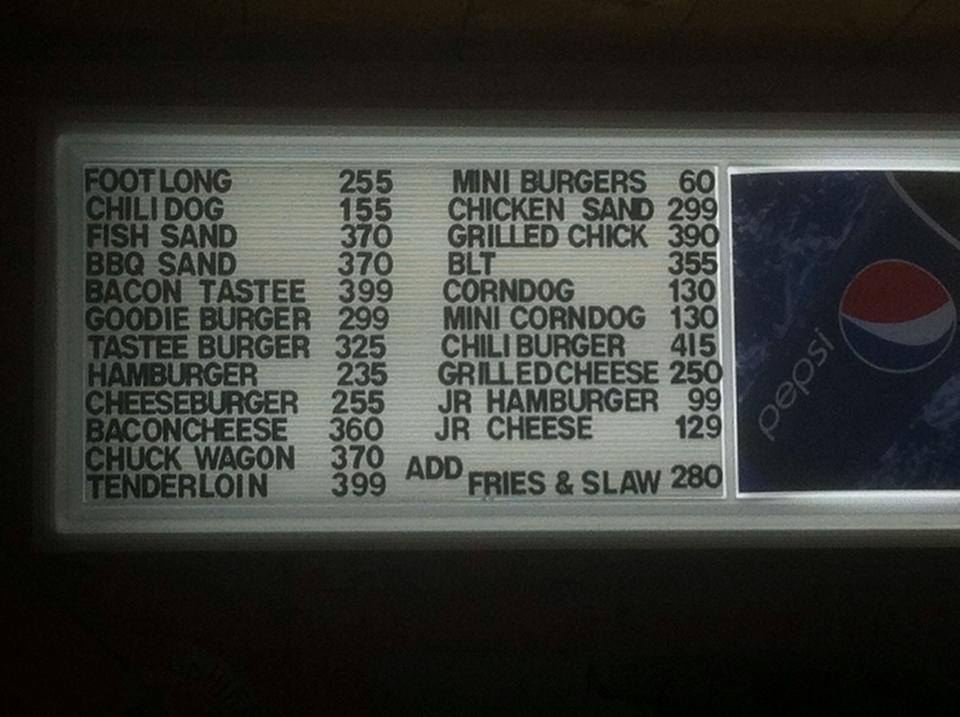 FOOTLONG 255
CHILI DOG 155
FISH SAND 370
BBQ SAND 370
BACON TASTEE 399
GOODIE BURGER 299
TASTEE BURGER 325
HAMBURGER 235
CHEESEBURGER 255
BACONCHEESE 360
CHUCK WAGON 370
TENDERLOIN 399
MINI BURGERS 60
CHICKEN SAND 299
GRILLED CHICK 390
BLT 355
CORNDOG 130
MINI CORNDOG 130
CHILI BURGER 415
GRILLED CHEESE 250
JR HAMBURGER 99
JR CHEESE 129
ADD FRIES & SLAW 280
pepsi